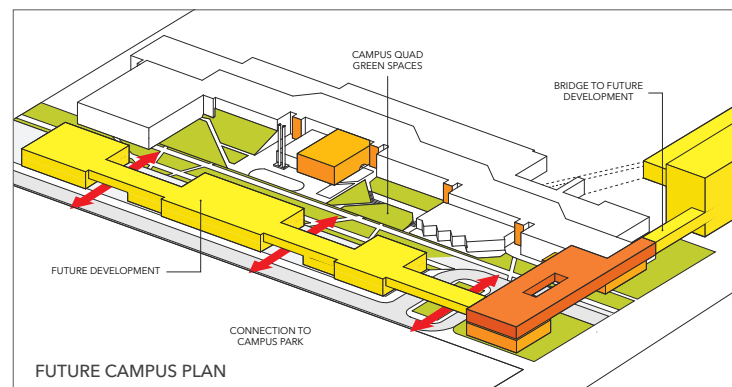 CAMPUS QUAD
GREEN SPACES
BRIDGE TO FUTURE
DEVELOPMENT
FUTURE DEVELOPMENT
CONNECTION TO
CAMPUS PARK
FUTURE CAMPUS PLAN